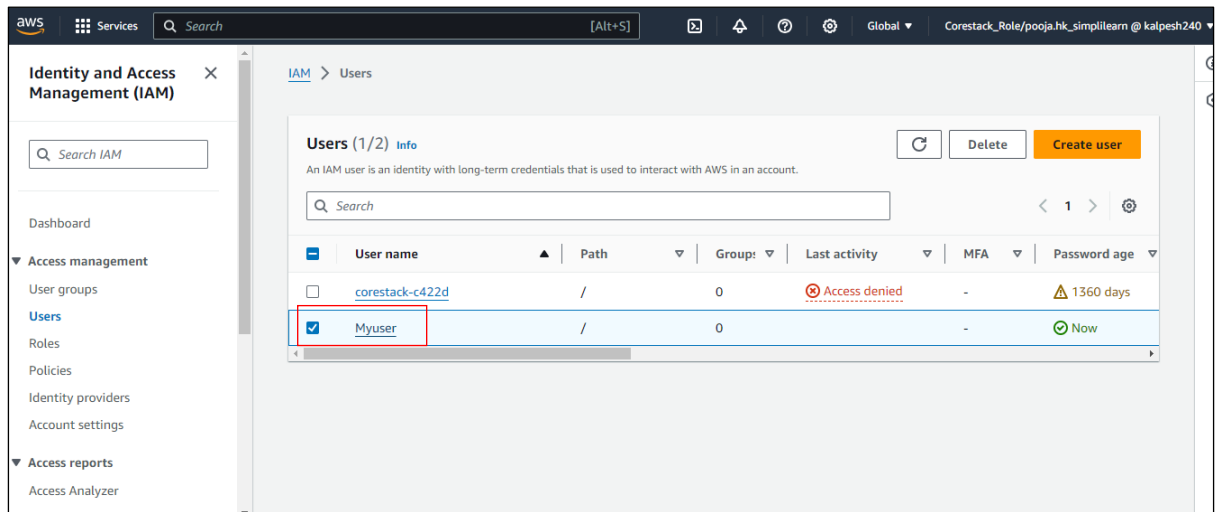 aws
Services
Search [Alt+S]
Global
Corestack_Role/pooja.hk_simplilearn @ kalpesh240
Identity and Access
Management (IAM)
Search IAM
Dashboard
Access management
User groups
Users
Roles
Policies
Identity providers
Account settings
Access reports
Access Analyzer
IAM > Users
Users (1/2) Info
Delete
Create user
An IAM user is an identity with long-term credentials that is used to interact with AWS in an account.
Search
1
User name Path Groups Last activity MFA Password age
corestack-c422d / 0 Access denied - 1360 days
Myuser / 0 - Now